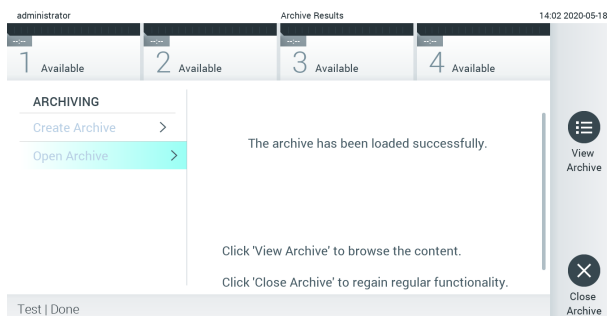 administrator Archive Results 14:02 2020-05-18
--:-- --:-- --:-- --:--
1 Available 2 Available 3 Available 4 Available
ARCHIVING
Create Archive
Open Archive
The archive has been loaded successfully.
Click 'View Archive' to browse the content.
Click 'Close Archive' to regain regular functionality.
View
Archive
Close
Archive
Test | Done